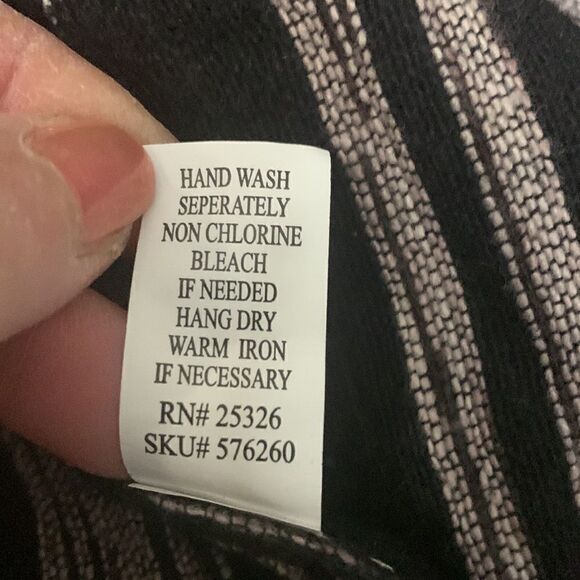 HAND WASH
SEPERATELY
NON CHLORINE
BLEACH
IF NEEDED
HANG DRY
WARM IRON
IF NECESSARY
RN# 25326
SKU# 576260